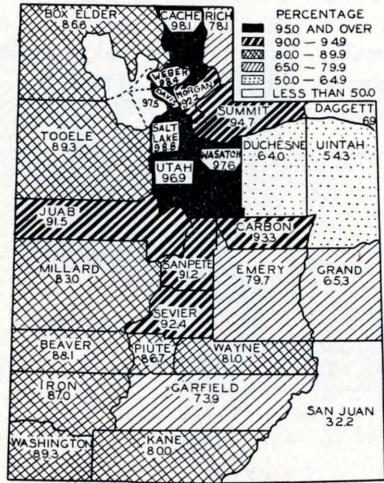 BOX ELDER
86.6
CACHE
98.1
RICH
78.1
PERCENTAGE
95.0 AND OVER
90.0 - 94.9
80.0 - 89.9
65.0 - 79.9
50.0 - 64.9
LESS THAN 50.0
WEBER
DAVIS
97.5
MORGAN
SUMMIT
94.7
DAGGETT
69
TOOELE
89.3
SALT
LAKE
98.8
DUCHESNE
64.0
UINTAH
54.3
UTAH
96.9
WASATCH
97.6
JUAB
91.5
CARBON
93.3
MILLARD
83.0
SANPETE
91.2
EMERY
79.7
GRAND
65.3
SEVIER
92.4
BEAVER
88.1
PIUTE
86.7
WAYNE
81.0
IRON
87.0
GARFIELD
73.9
SAN JUAN
32.2
WASHINGTON
89.3
KANE
80.0